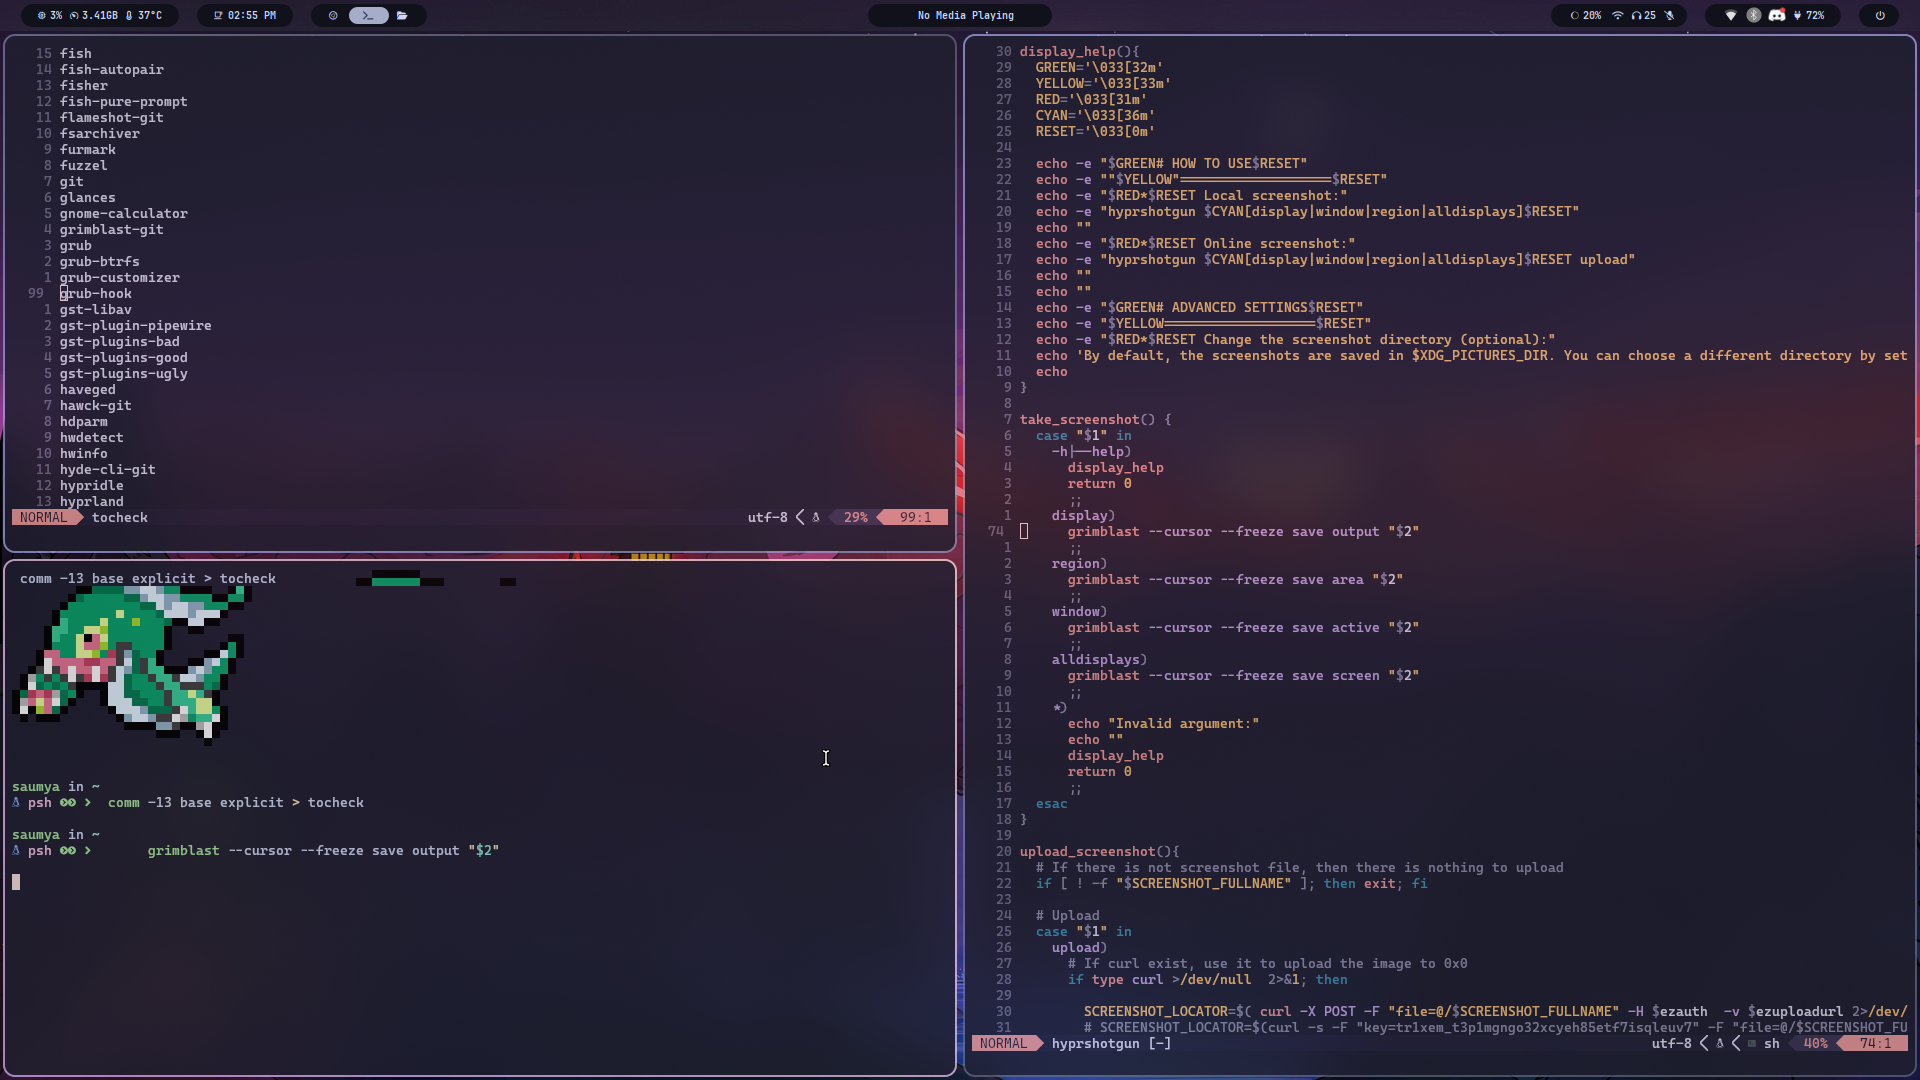 3% 3.41GB 37°C
02:55 PM
No Media Playing
20% 25
72%
15 fish
14 fish-autopair
13 fisher
12 fish-pure-prompt
11 flameshot-git
10 fsarchiver
9 furmark
8 fuzzel
7 git
6 glances
5 gnome-calculator
4 grimblast-git
3 grub
2 grub-btrfs
1 grub-customizer
99 grub-hook
1 gst-libav
2 gst-plugin-pipewire
3 gst-plugins-bad
4 gst-plugins-good
5 gst-plugins-ugly
6 haveged
7 hawck-git
8 hdparm
9 hwdetect
10 hwinfo
11 hyde-cli-git
12 hypridle
13 hyprland
NORMAL tocheck utf-8 29% 99:1
comm -13 base explicit > tocheck
saumya in ~
psh comm -13 base explicit > tocheck
saumya in ~
psh grimblast --cursor --freeze save output "$2"
30 display_help(){
29 GREEN='\033[32m'
28 YELLOW='\033[33m'
27 RED='\033[31m'
26 CYAN='\033[36m'
25 RESET='\033[0m'
24
23 echo -e "$GREEN# HOW TO USE$RESET"
22 echo -e ""$YELLOW"===================$RESET"
21 echo -e "$RED*$RESET Local screenshot:"
20 echo -e "hyprshotgun $CYAN[display|window|region|alldisplays]$RESET"
19 echo ""
18 echo -e "$RED*$RESET Online screenshot:"
17 echo -e "hyprshotgun $CYAN[display|window|region|alldisplays]$RESET upload"
16 echo ""
15 echo ""
14 echo -e "$GREEN# ADVANCED SETTINGS$RESET"
13 echo -e "$YELLOW===================$RESET"
12 echo -e "$RED*$RESET Change the screenshot directory (optional):"
11 echo 'By default, the screenshots are saved in $XDG_PICTURES_DIR. You can choose a different directory by set
10 echo
9 }
8
7 take_screenshot() {
6 case "$1" in
5 -h|--help)
4 display_help
3 return 0
2 ;;
1 display)
74 grimblast --cursor --freeze save output "$2"
1 ;;
2 region)
3 grimblast --cursor --freeze save area "$2"
4 ;;
5 window)
6 grimblast --cursor --freeze save active "$2"
7 ;;
8 alldisplays)
9 grimblast --cursor --freeze save screen "$2"
10 ;;
11 *)
12 echo "Invalid argument:"
13 echo ""
14 display_help
15 return 0
16 ;;
17 esac
18 }
19
20 upload_screenshot(){
21 # If there is not screenshot file, then there is nothing to upload
22 if [ ! -f "$SCREENSHOT_FULLNAME" ]; then exit; fi
23
24 # Upload
25 case "$1" in
26 upload)
27 # If curl exist, use it to upload the image to 0x0
28 if type curl >/dev/null 2>&1; then
29
30 SCREENSHOT_LOCATOR=$( curl -X POST -F "file=@/$SCREENSHOT_FULLNAME" -H $ezauth -v $ezuploadurl 2>/dev/
31 # SCREENSHOT_LOCATOR=$(curl -s -F "key=tr1xem_t3p1mgngo32xcyeh85etf7isqleuv7" -F "file=@/$SCREENSHOT_FU
NORMAL hyprshotgun [-] utf-8 sh 40% 74:1